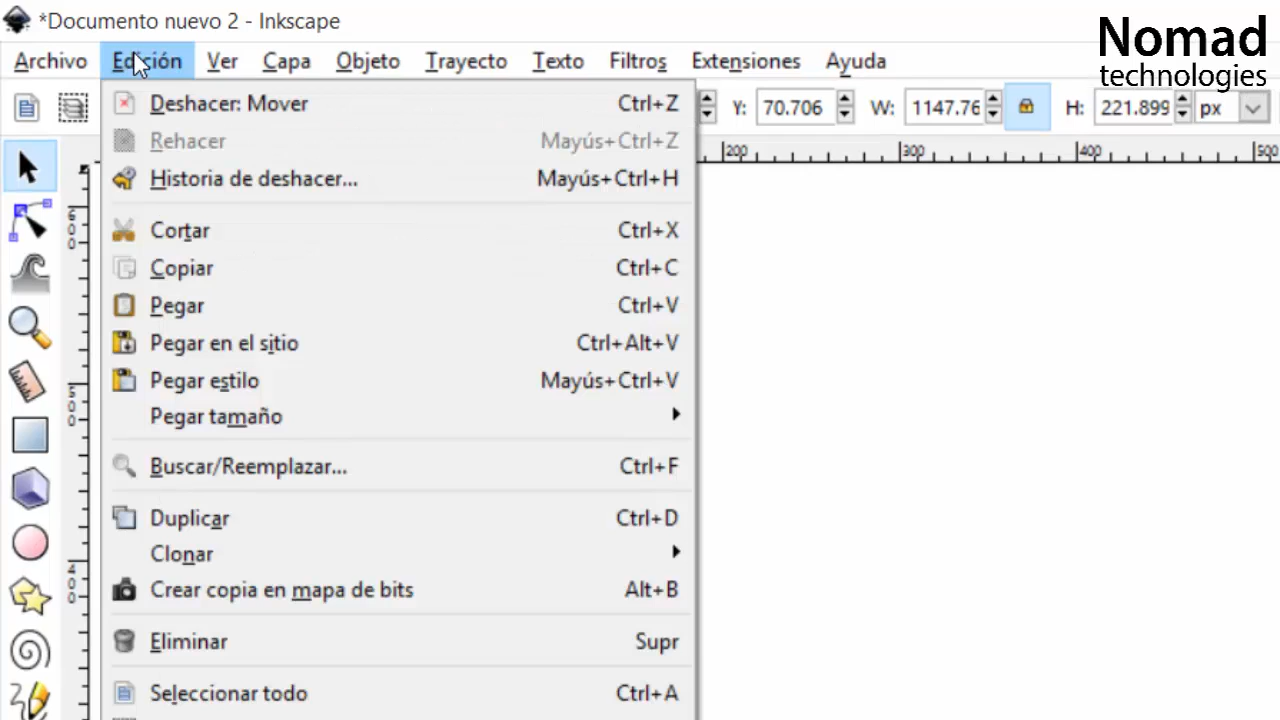 *Documento nuevo 2 - Inkscape
Nomad
technologies
Archivo Edición Ver Capa Objeto Trayecto Texto Filtros Extensiones Ayuda
Y: 70.706 W: 1147.76 H: 221.899 px
Deshacer: Mover Ctrl+Z
Rehacer Mayús+Ctrl+Z
200 300 400 500
Historia de deshacer... Mayús+Ctrl+H
Cortar Ctrl+X
Copiar Ctrl+C
Pegar Ctrl+V
Pegar en el sitio Ctrl+Alt+V
Pegar estilo Mayús+Ctrl+V
Pegar tamaño
Buscar/Reemplazar... Ctrl+F
Duplicar Ctrl+D
Clonar
Crear copia en mapa de bits Alt+B
Eliminar Supr
Seleccionar todo Ctrl+A
600
500
400